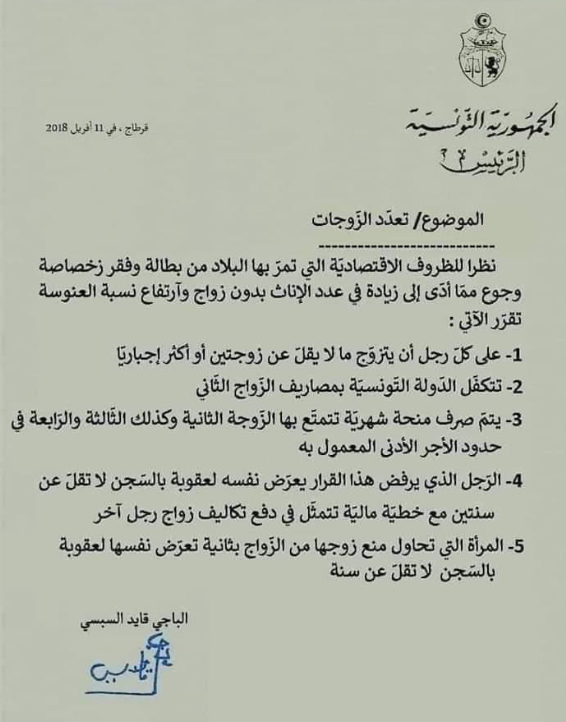 الجمهورية التونسية
الرئيس
قرطاج ، في 11 أفريل 2018
الموضوع/ تعدّد الزّوجات
---------------------------
نظرا للظروف الاقتصاديّة التي تمرّ بها البلاد من بطالة وفقر زخصاصة
وجوع ممّا أدّى إلى زيادة في عدد الإناث بدون زواج وآرتفاع نسبة العنوسة
تقرّر الآتي :
1- على كلّ رجل أن يتزوّج ما لا يقلّ عن زوجتين أو أكثر إجباريّا
2- تتكفّل الدّولة التّونسيّة بمصاريف الزّواج الثّاني
3- يتمّ صرف منحة شهريّة تتمتّع بها الزّوجة الثانية وكذلك الثّالثة والرّابعة في
حدود الأجر الأدنى المعمول به
4- الرّجل الذي يرفض هذا القرار يعرّض نفسه لعقوبة بالسّجن لا تقلّ عن
سنتين مع خطيّة ماليّة تتمثّل في دفع تكاليف زواج رجل آخر
5- المرأة التي تحاول منع زوجها من الزّواج بثانية تعرّض نفسها لعقوبة
بالسّجن لا تقلّ عن سنة
الباجي قايد السبسي